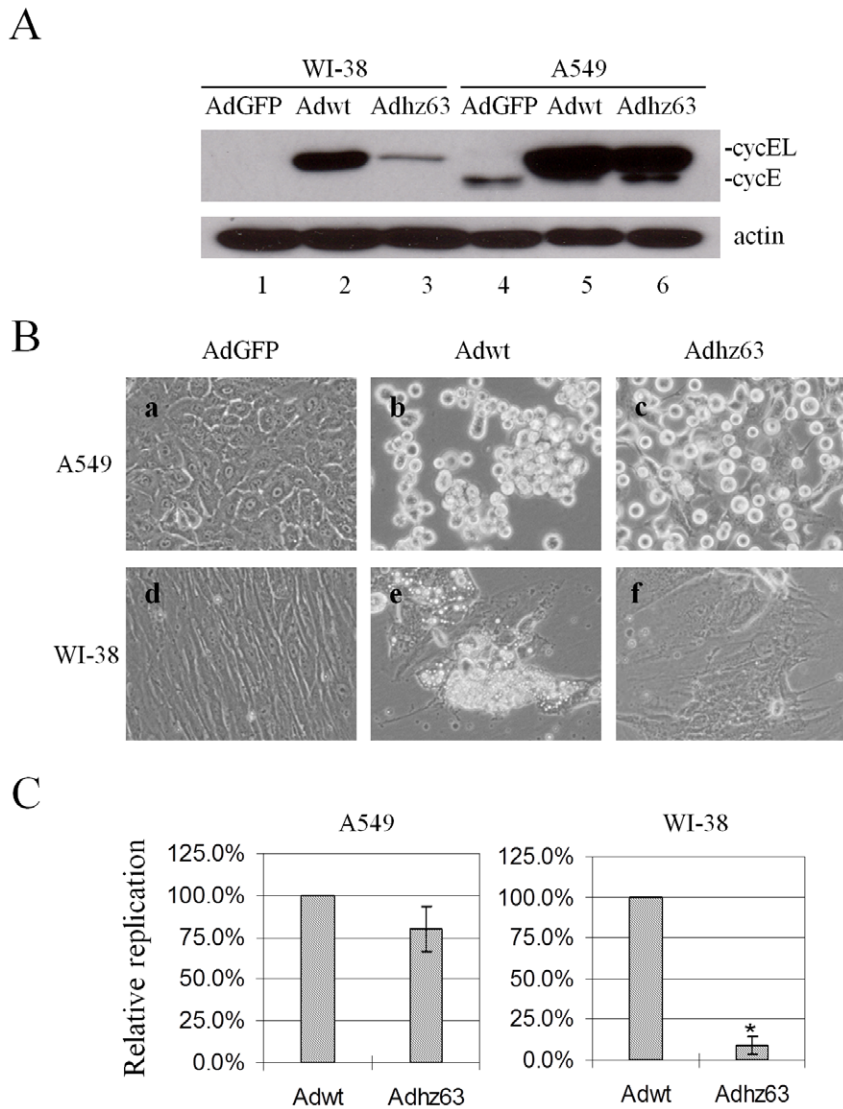 A
WI-38 A549
AdGFP Adwt Adhz63 AdGFP Adwt Adhz63
-cycEL
-cycE
actin
1 2 3 4 5 6
B
AdGFP Adwt Adhz63
A549
a b c
WI-38
d e f
C
A549 WI-38
Relative replication
125.0%
100.0%
75.0%
50.0%
25.0%
0.0%
Adwt Adhz63
125.0%
100.0%
75.0%
50.0%
25.0%
0.0%
*
Adwt Adhz63